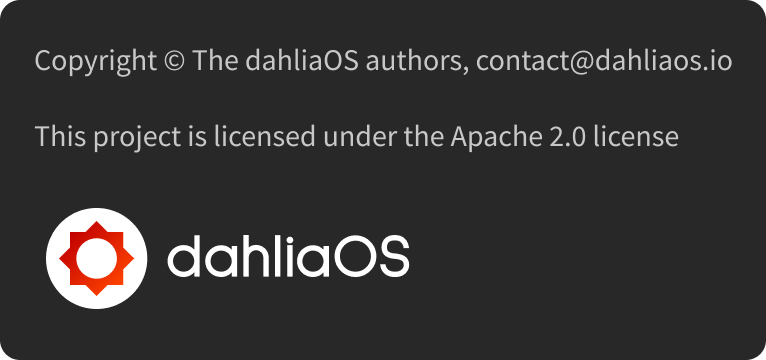 Copyright © The dahliaOS authors, contact@dahliaos.io
This project is licensed under the Apache 2.0 license
dahliaOS